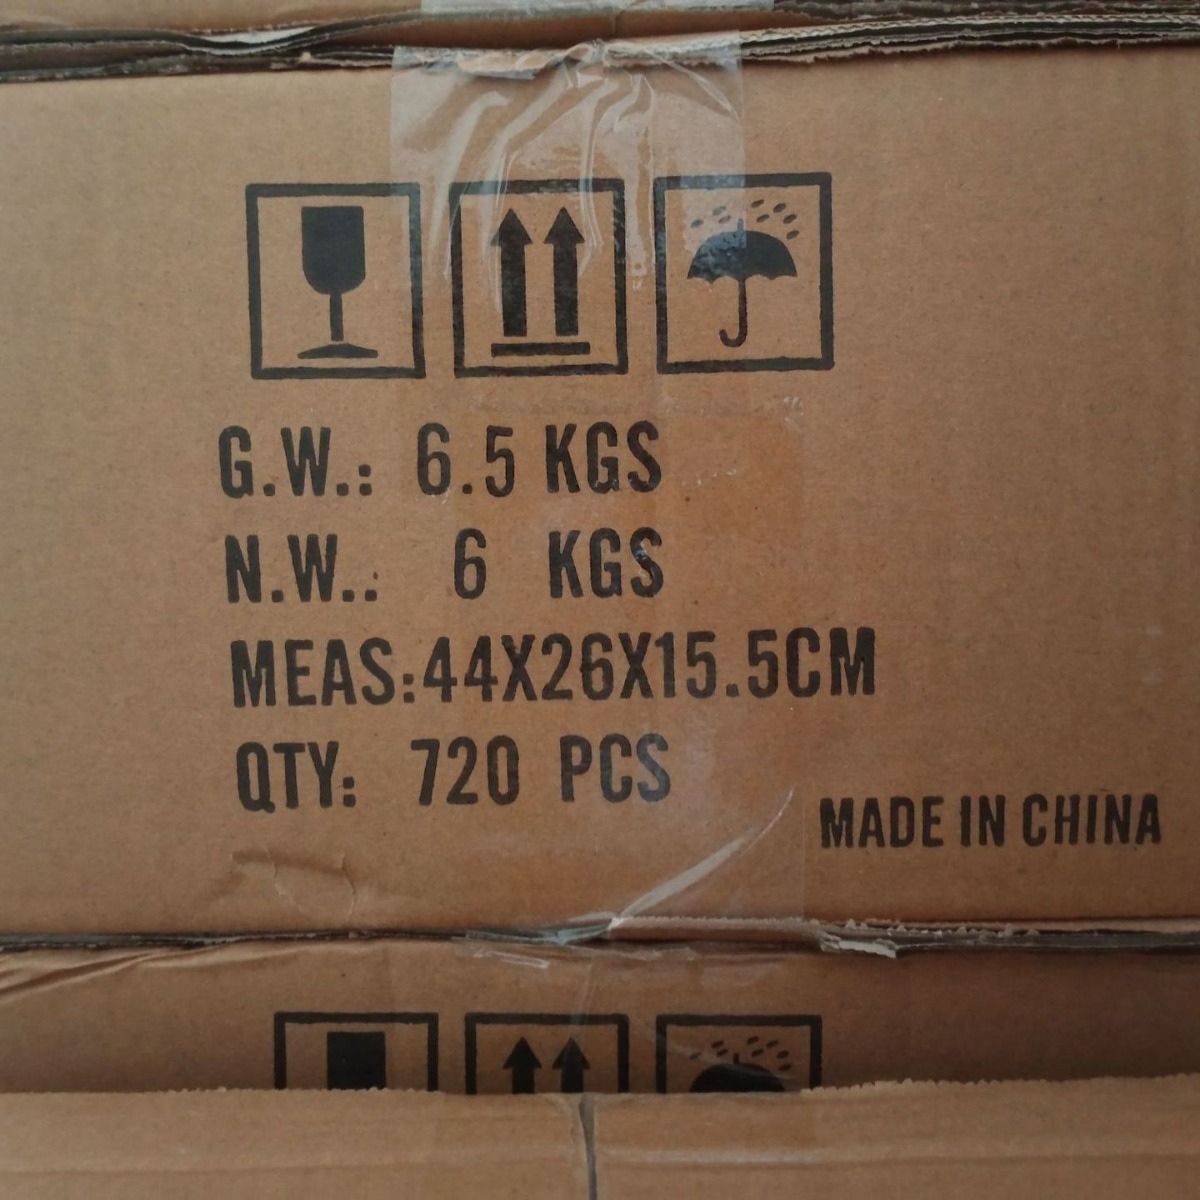 G.W.: 6.5 KGS
N.W.: 6 KGS
MEAS:44X26X15.5CM
QTY: 720 PCS
MADE IN CHINA